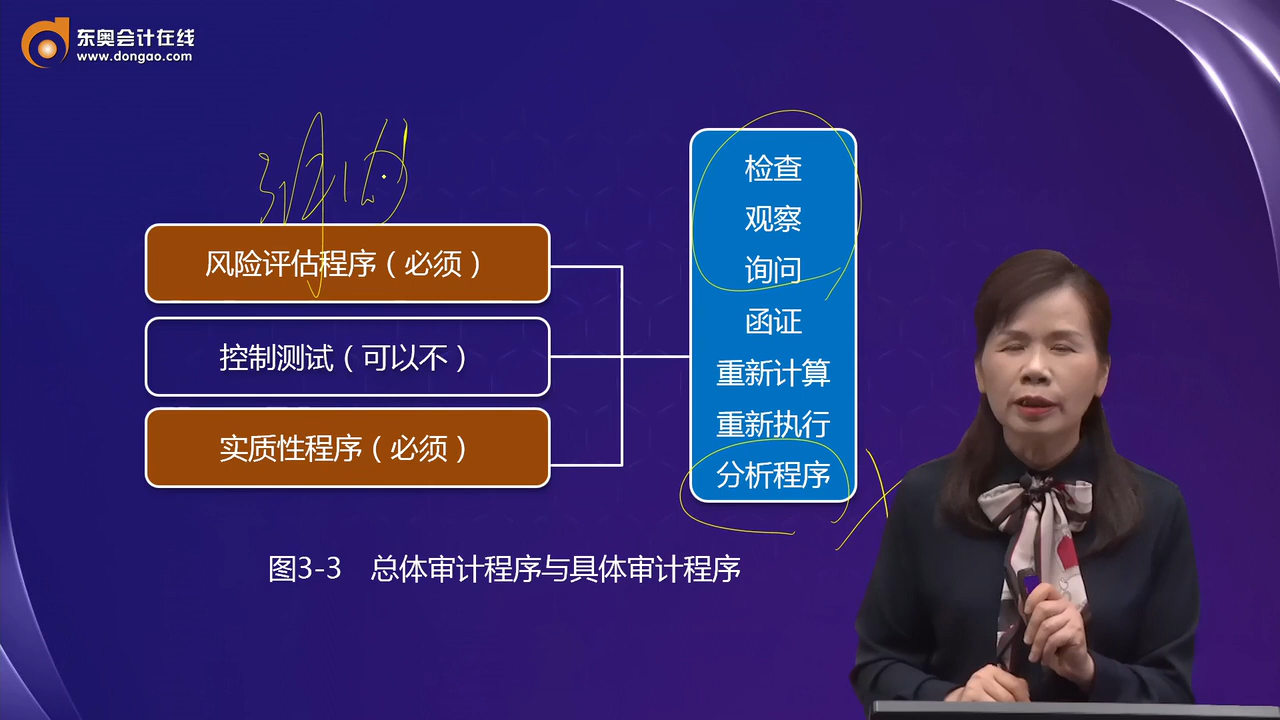 东奥会计在线
www.dongao.com
风险评估程序（必须）
控制测试（可以不）
实质性程序（必须）
检查
观察
询问
函证
重新计算
重新执行
分析程序
图3-3 总体审计程序与具体审计程序